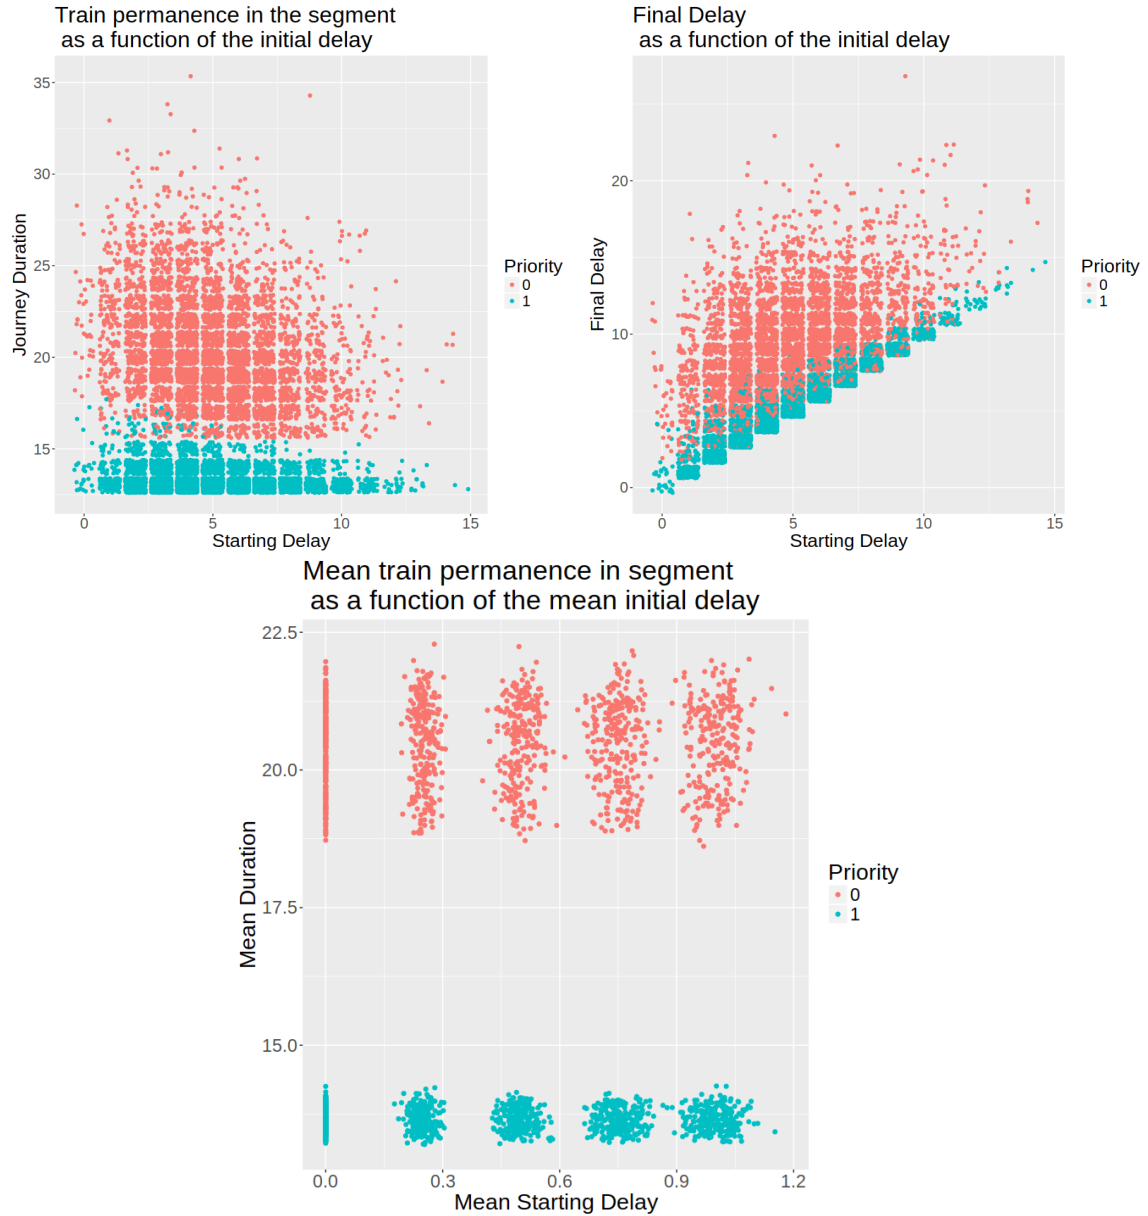 Train permanence in the segment
as a function of the initial delay
35
30
25
20
15
Journey Duration
0
5
10
15
Starting Delay
Priority
0
1
Final Delay
as a function of the initial delay
20
10
0
Final Delay
0
5
10
15
Starting Delay
Priority
0
1
Mean train permanence in segment
as a function of the mean initial delay
22.5
20.0
17.5
15.0
Mean Duration
0.0
0.3
0.6
0.9
1.2
Mean Starting Delay
Priority
0
1